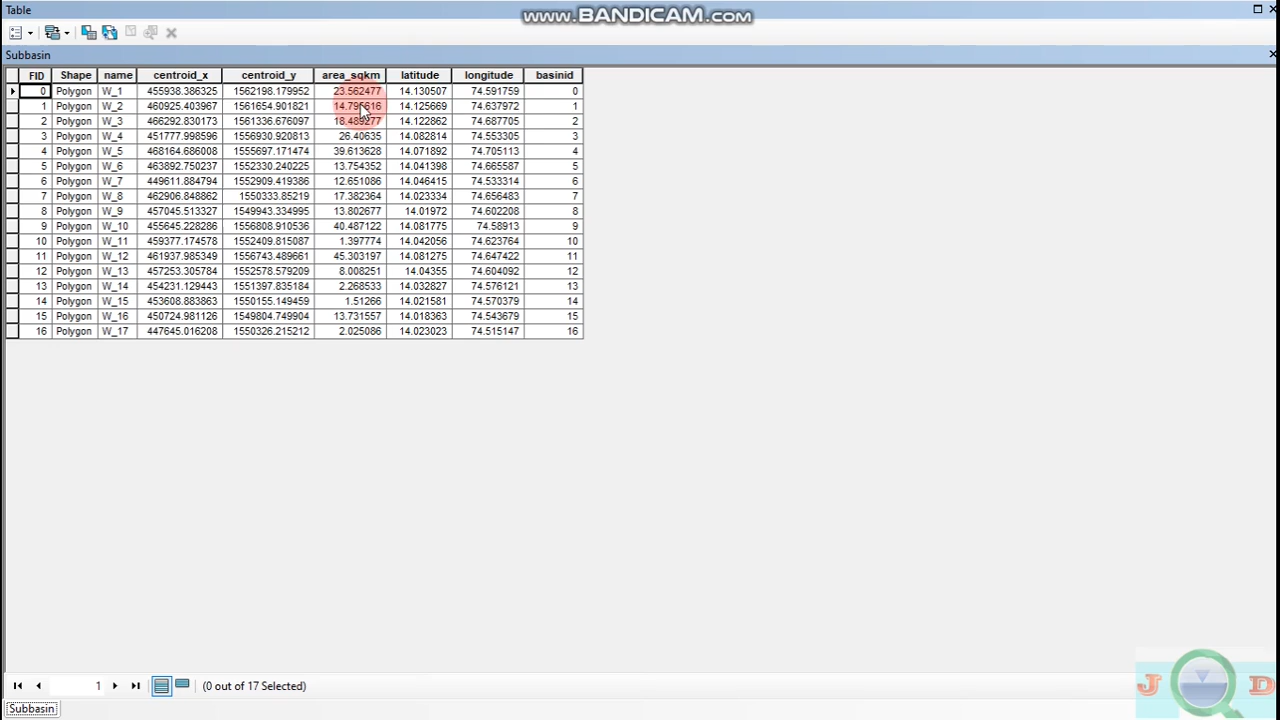 Table
www.BANDICAM.com
Subbasin
FID Shape name centroid_x centroid_y area_sqkm latitude longitude basinid
0 Polygon W_1 455938.386325 1562198.179952 23.562477 14.130507 74.591759 0
1 Polygon W_2 460925.403967 1561654.901821 14.125669 74.637972 1
2 Polygon W_3 466292.830173 1561336.676097 18.489277 14.122862 74.687705 2
3 Polygon W_4 451777.998596 1556930.920813 26.40635 14.082814 74.553305 3
4 Polygon W_5 468164.686008 1555697.171474 39.613628 14.071892 74.705113 4
5 Polygon W_6 463892.750237 1552330.240225 13.754352 14.041398 74.665587 5
6 Polygon W_7 449611.884794 1552909.419386 12.651086 14.046415 74.533314 6
7 Polygon W_8 462906.848862 1550333.85219 17.382364 14.023334 74.656483 7
8 Polygon W_9 457045.513327 1549943.334995 13.802677 14.01972 74.602208 8
9 Polygon W_10 455645.228286 1556808.910536 40.487122 14.081775 74.58913 9
10 Polygon W_11 459377.174578 1552409.815087 1.397774 14.042056 74.623764 10
11 Polygon W_12 461937.985349 1556743.489661 45.303197 14.081275 74.647422 11
12 Polygon W_13 457253.305784 1552578.579209 8.008251 14.04355 74.604092 12
13 Polygon W_14 454231.129443 1551397.835184 2.268533 14.032827 74.576121 13
14 Polygon W_15 453608.883863 1550155.149459 1.51266 14.021581 74.570379 14
15 Polygon W_16 450724.981126 1549804.749904 13.731557 14.018363 74.543679 15
16 Polygon W_17 447645.016208 1550326.215212 2.025086 14.023023 74.515147 16
1 (0 out of 17 Selected)
Subbasin
J D